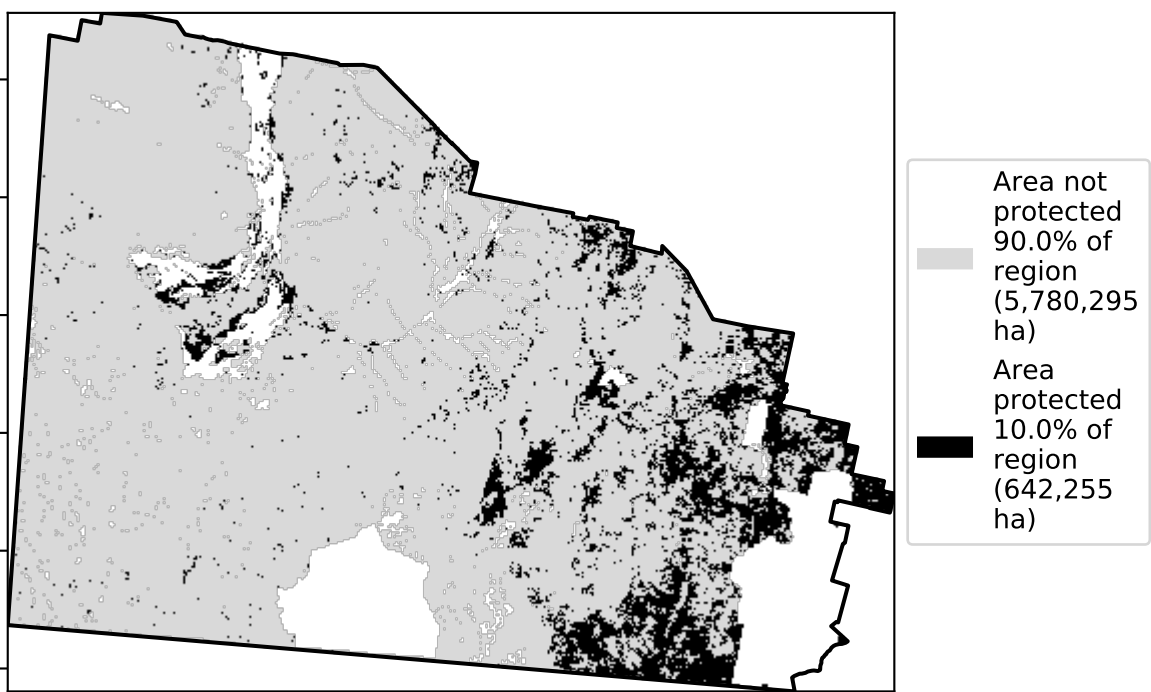 Area not
protected
90.0% of
region
(5,780,295
ha)
Area
protected
10.0% of
region
(642,255
ha)